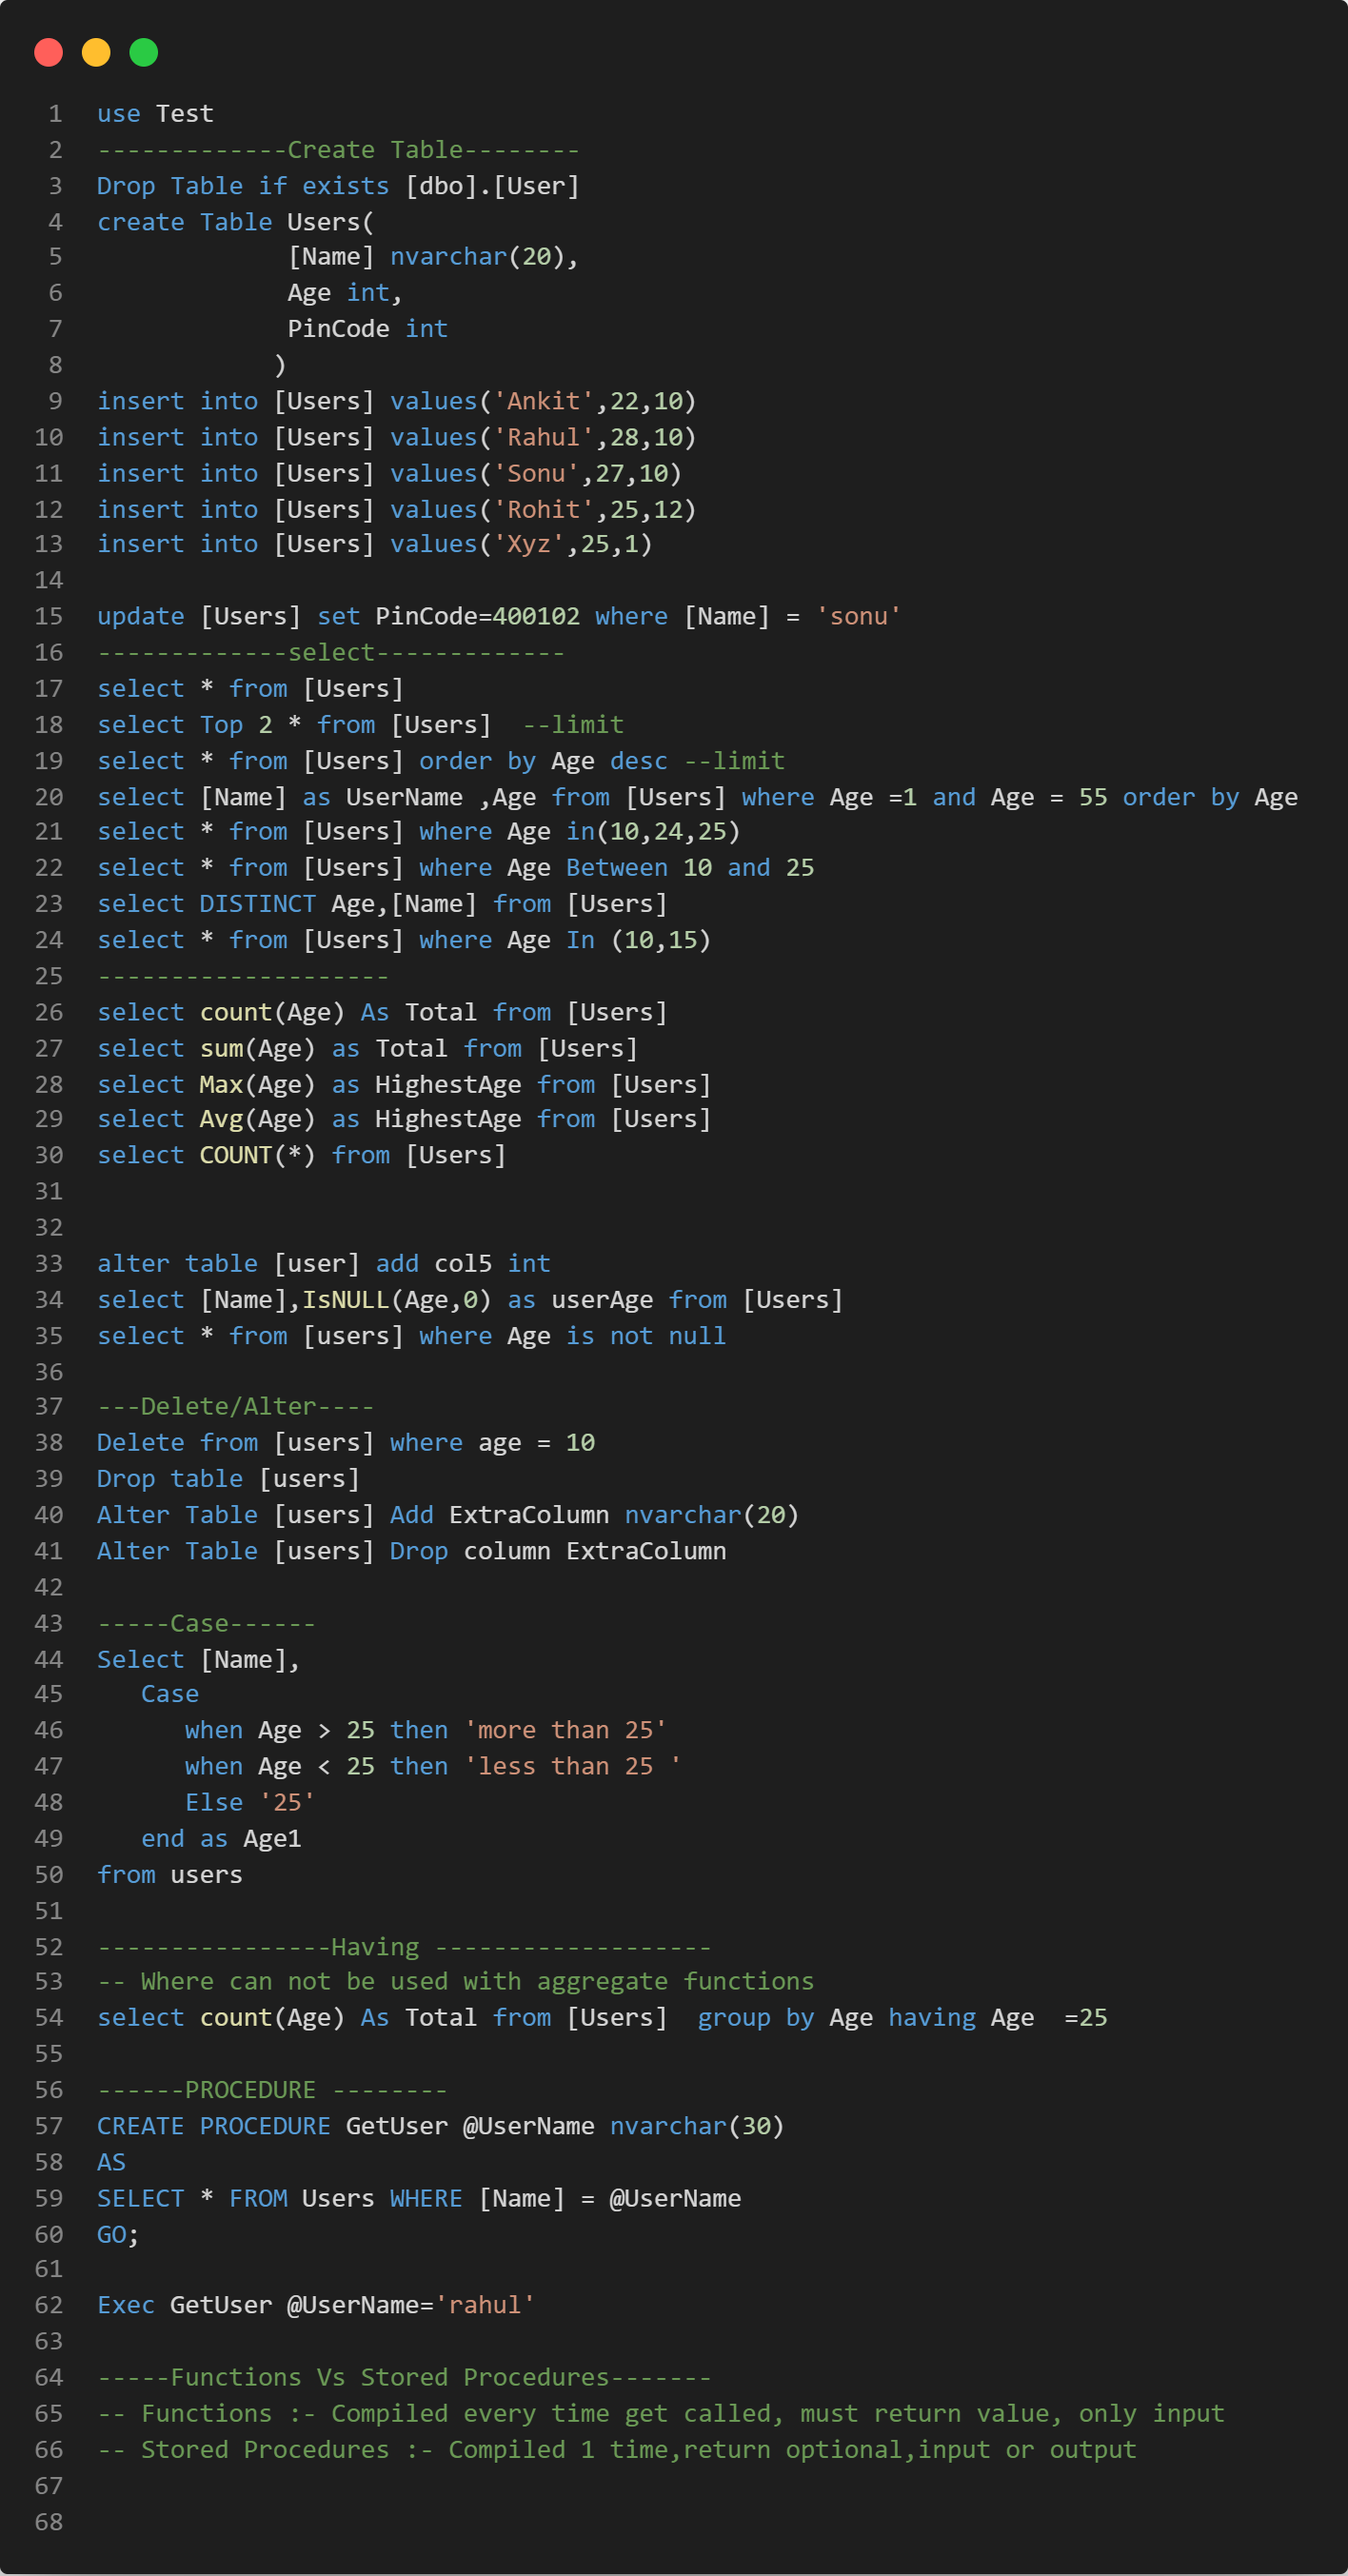 1 use Test
2 -------------Create Table--------
3 Drop Table if exists [dbo].[User]
4 create Table Users(
5              [Name] nvarchar(20),
6              Age int,
7              PinCode int
8             )
9 insert into [Users] values('Ankit',22,10)
10 insert into [Users] values('Rahul',28,10)
11 insert into [Users] values('Sonu',27,10)
12 insert into [Users] values('Rohit',25,12)
13 insert into [Users] values('Xyz',25,1)
14
15 update [Users] set PinCode=400102 where [Name] = 'sonu'
16 -------------select-------------
17 select * from [Users]
18 select Top 2 * from [Users]  --limit
19 select * from [Users] order by Age desc --limit
20 select [Name] as UserName ,Age from [Users] where Age =1 and Age = 55 order by Age
21 select * from [Users] where Age in(10,24,25)
22 select * from [Users] where Age Between 10 and 25
23 select DISTINCT Age,[Name] from [Users]
24 select * from [Users] where Age In (10,15)
25 --------------------
26 select count(Age) As Total from [Users]
27 select sum(Age) as Total from [Users]
28 select Max(Age) as HighestAge from [Users]
29 select Avg(Age) as HighestAge from [Users]
30 select COUNT(*) from [Users]
31
32
33 alter table [user] add col5 int
34 select [Name],IsNULL(Age,0) as userAge from [Users]
35 select * from [users] where Age is not null
36
37 ---Delete/Alter----
38 Delete from [users] where age = 10
39 Drop table [users]
40 Alter Table [users] Add ExtraColumn nvarchar(20)
41 Alter Table [users] Drop column ExtraColumn
42
43 -----Case------
44 Select [Name],
45    Case
46       when Age > 25 then 'more than 25'
47       when Age < 25 then 'less than 25 '
48       Else '25'
49    end as Age1
50 from users
51
52 ----------------Having -------------------
53 -- Where can not be used with aggregate functions
54 select count(Age) As Total from [Users]  group by Age having Age  =25
55
56 ------PROCEDURE --------
57 CREATE PROCEDURE GetUser @UserName nvarchar(30)
58 AS
59 SELECT * FROM Users WHERE [Name] = @UserName
60 GO;
61
62 Exec GetUser @UserName='rahul'
63
64 -----Functions Vs Stored Procedures-------
65 -- Functions :- Compiled every time get called, must return value, only input
66 -- Stored Procedures :- Compiled 1 time,return optional,input or output
67
68